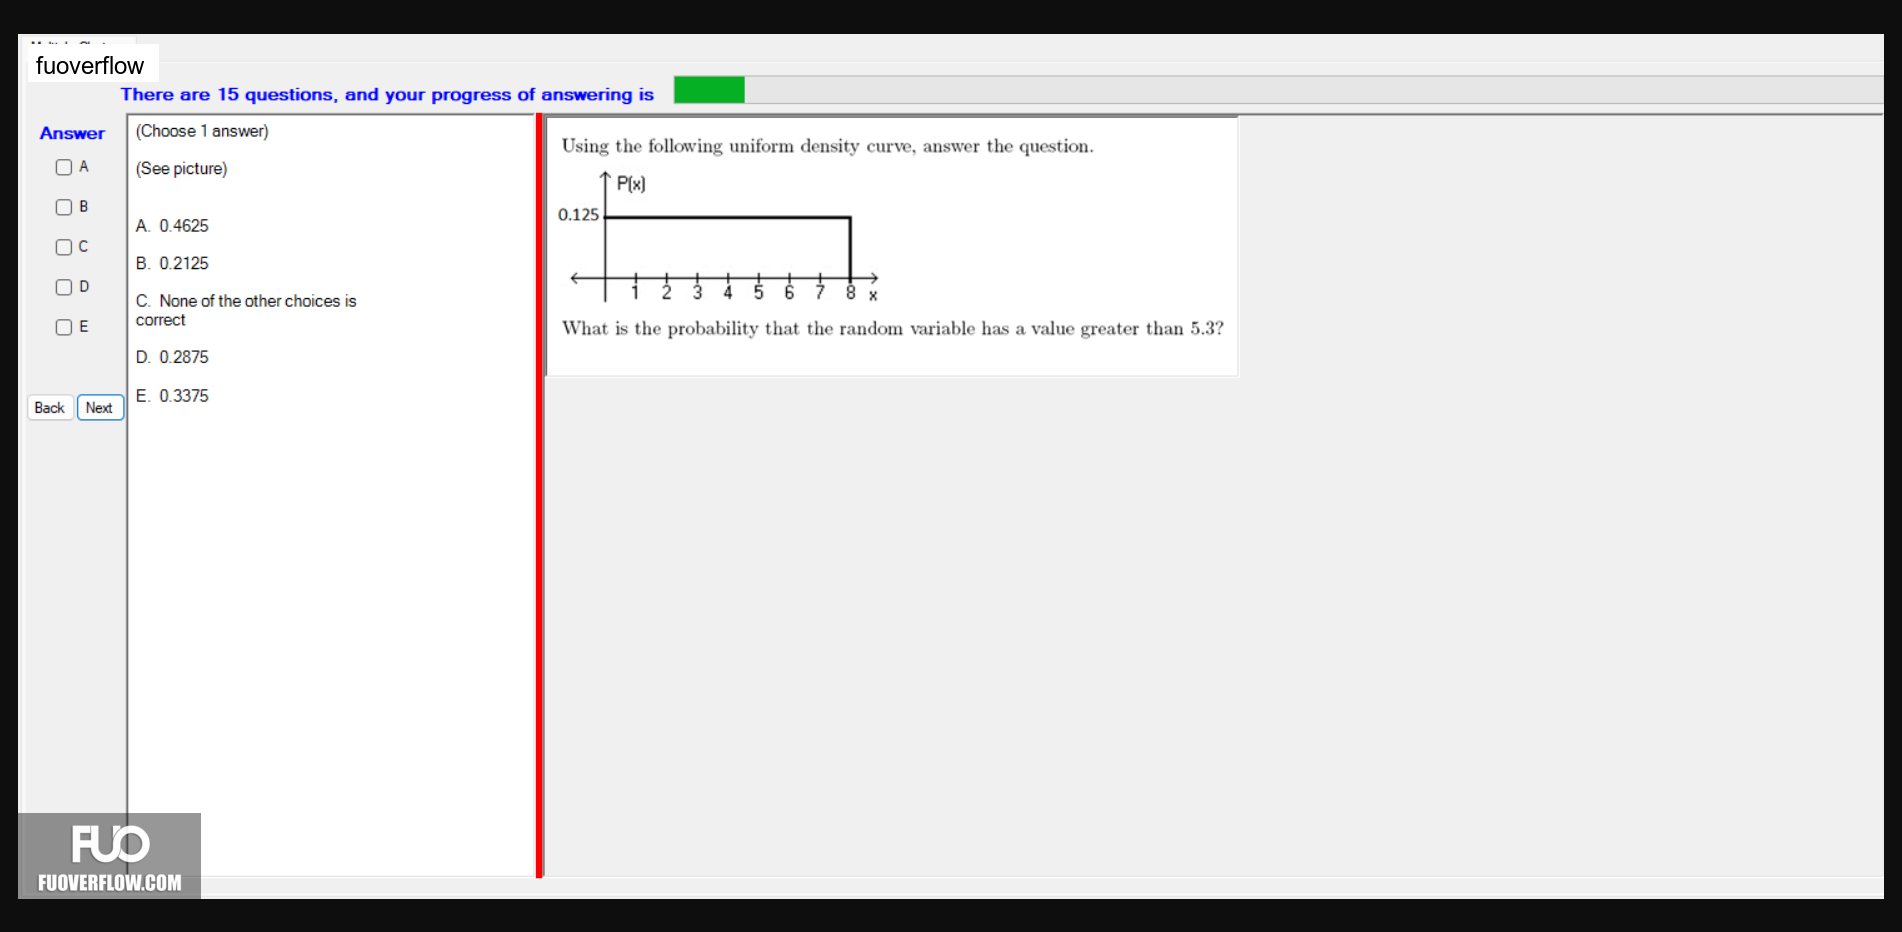 fuoverflow
There are 15 questions, and your progress of answering is
Answer
A
B
C
D
E
Back
Next
(Choose 1 answer)
(See picture)
A. 0.4625
B. 0.2125
C. None of the other choices is
correct
D. 0.2875
E. 0.3375
Using the following uniform density curve, answer the question.
P(x)
0.125
1 2 3 4 5 6 7 8 x
What is the probability that the random variable has a value greater than 5.3?
FUO
FUOVERFLOW.COM